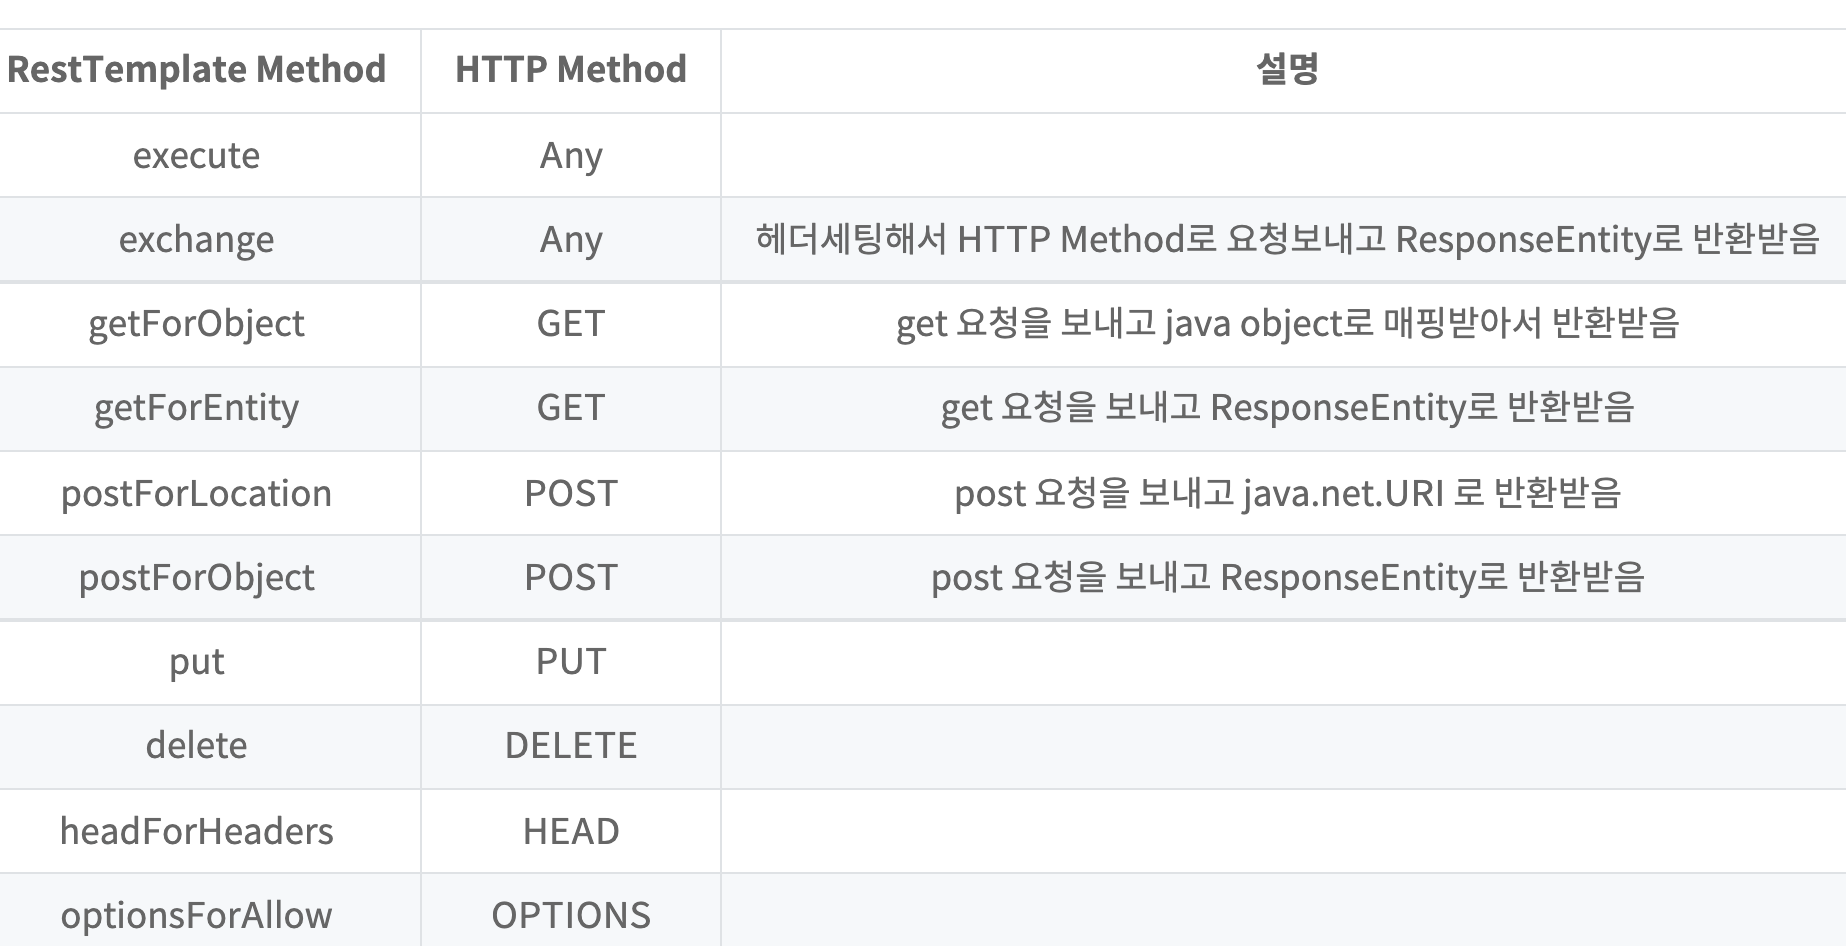 RestTemplate Method HTTP Method 설명
execute Any
exchange Any 헤더세팅해서 HTTP Method로 요청보내고 ResponseEntity로 반환받음
getForObject GET get 요청을 보내고 java object로 매핑받아서 반환받음
getForEntity GET get 요청을 보내고 ResponseEntity로 반환받음
postForLocation POST post 요청을 보내고 java.net.URI 로 반환받음
postForObject POST post 요청을 보내고 ResponseEntity로 반환받음
put PUT
delete DELETE
headForHeaders HEAD
optionsForAllow OPTIONS